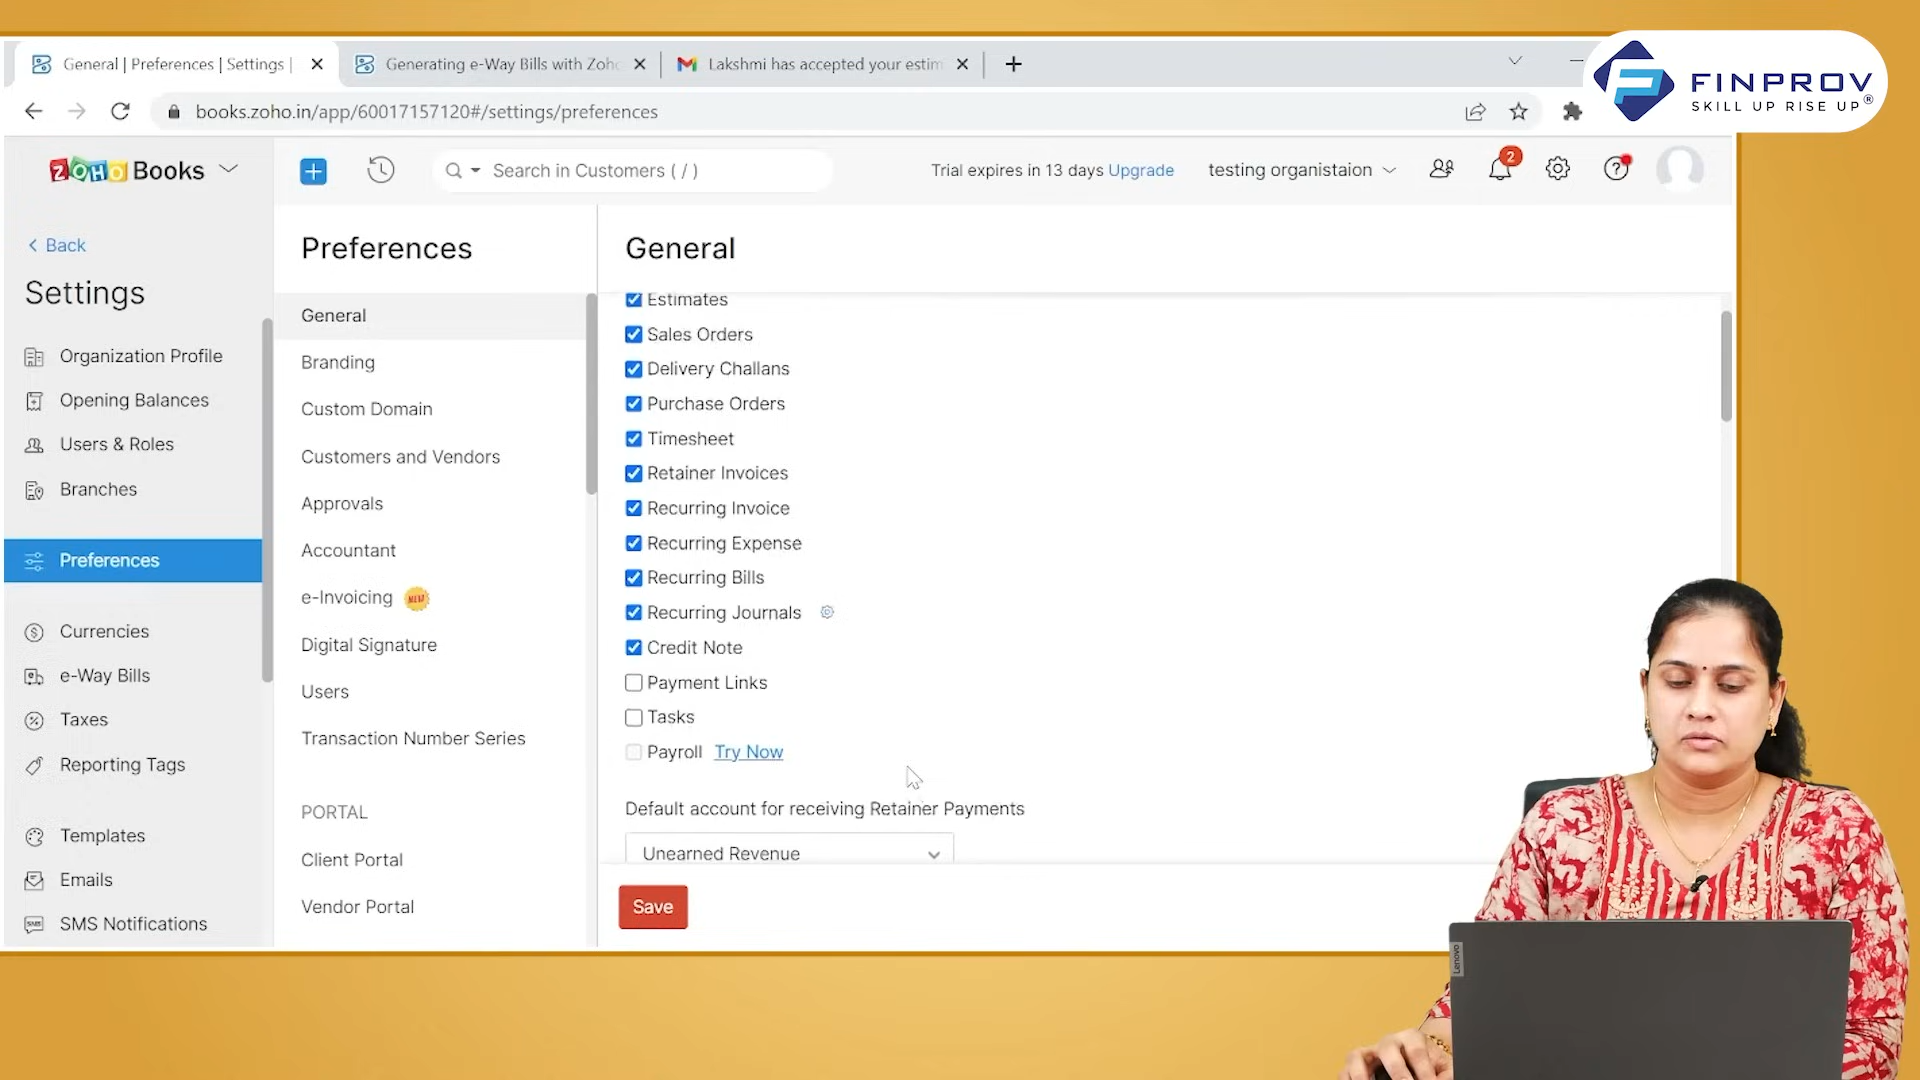 General | Preferences | Settings |
Generating e-Way Bills with Zoho
Lakshmi has accepted your estim
FINPROV
SKILL UP RISE UP®
books.zoho.in/app/60017157120#/settings/preferences
ZOHO Books
Search in Customers ( / )
Trial expires in 13 days Upgrade
testing organistaion
2
Back
Settings
Organization Profile
Opening Balances
Users & Roles
Branches
Preferences
Currencies
e-Way Bills
Taxes
Reporting Tags
Templates
Emails
SMS Notifications
Preferences
General
Branding
Custom Domain
Customers and Vendors
Approvals
Accountant
e-Invoicing NEW
Digital Signature
Users
Transaction Number Series
PORTAL
Client Portal
Vendor Portal
General
Estimates
Sales Orders
Delivery Challans
Purchase Orders
Timesheet
Retainer Invoices
Recurring Invoice
Recurring Expense
Recurring Bills
Recurring Journals
Credit Note
Payment Links
Tasks
Payroll Try Now
Default account for receiving Retainer Payments
Unearned Revenue
Save
Lenovo